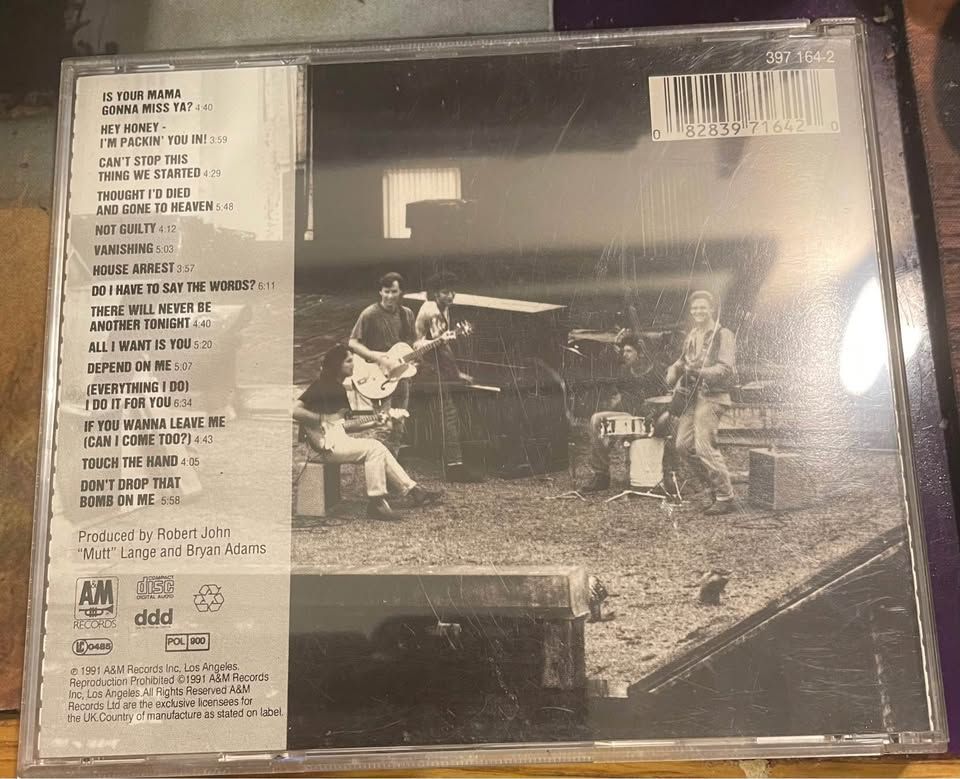 397 164-2
0 82839 71642 0
IS YOUR MAMA
GONNA MISS YA? 4:40
HEY HONEY -
I'M PACKIN' YOU IN! 3:59
CAN'T STOP THIS
THING WE STARTED 4:29
THOUGHT I'D DIED
AND GONE TO HEAVEN 5:48
NOT GUILTY 4:12
VANISHING 5:03
HOUSE ARREST 3:57
DO I HAVE TO SAY THE WORDS? 6:11
THERE WILL NEVER BE
ANOTHER TONIGHT 4:40
ALL I WANT IS YOU 5:20
DEPEND ON ME 5:07
(EVERYTHING I DO)
I DO IT FOR YOU 6:34
IF YOU WANNA LEAVE ME
(CAN I COME TOO?) 4:43
TOUCH THE HAND 4:05
DON'T DROP THAT
BOMB ON ME 5:58
Produced by Robert John
"Mutt" Lange and Bryan Adams
A&M
RECORDS
COMPACT
disc
DIGITAL AUDIO
ddd
LC 0485
POL 900
℗ 1991 A&M Records Inc, Los Angeles.
Reproduction Prohibited ©1991 A&M Records
Inc, Los Angeles. All Rights Reserved A&M
Records Ltd are the exclusive licensees for
the UK. Country of manufacture as stated on label.